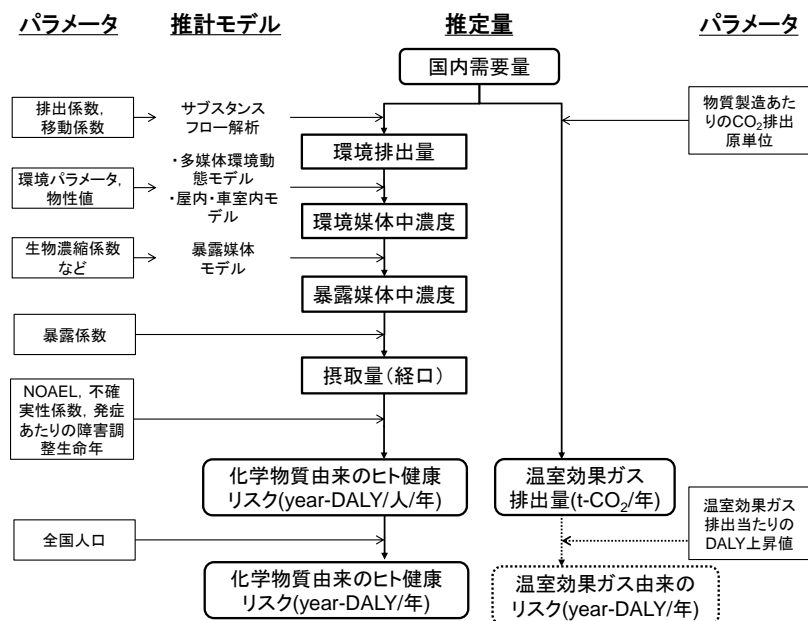 パラメータ
推計モデル
推定量
パラメータ
国内需要量
排出係数，
移動係数
サブスタンス
フロー解析
物質製造あた
りのCO2排出
原単位
環境排出量
環境パラメータ，
物性値
・多媒体環境動
態モデル
・屋内・車室内モ
デル
環境媒体中濃度
生物濃縮係数
など
暴露媒体
モデル
暴露媒体中濃度
暴露係数
摂取量（経口）
NOAEL，不確
実性係数，発症
あたりの障害調
整生命年
化学物質由来のヒト健康
リスク(year-DALY/人/年)
温室効果ガス
排出量(t-CO2/年)
温室効果ガス
排出当たりの
DALY上昇値
全国人口
化学物質由来のヒト健康
リスク(year-DALY/年)
温室効果ガス由来の
リスク(year-DALY/年)